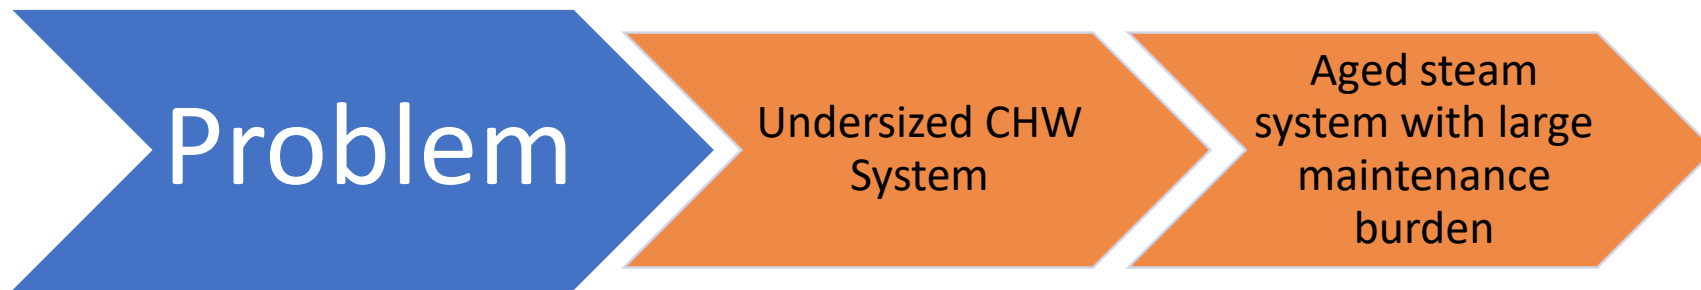 Problem
Undersized CHW
System
Aged steam
system with large
maintenance
burden